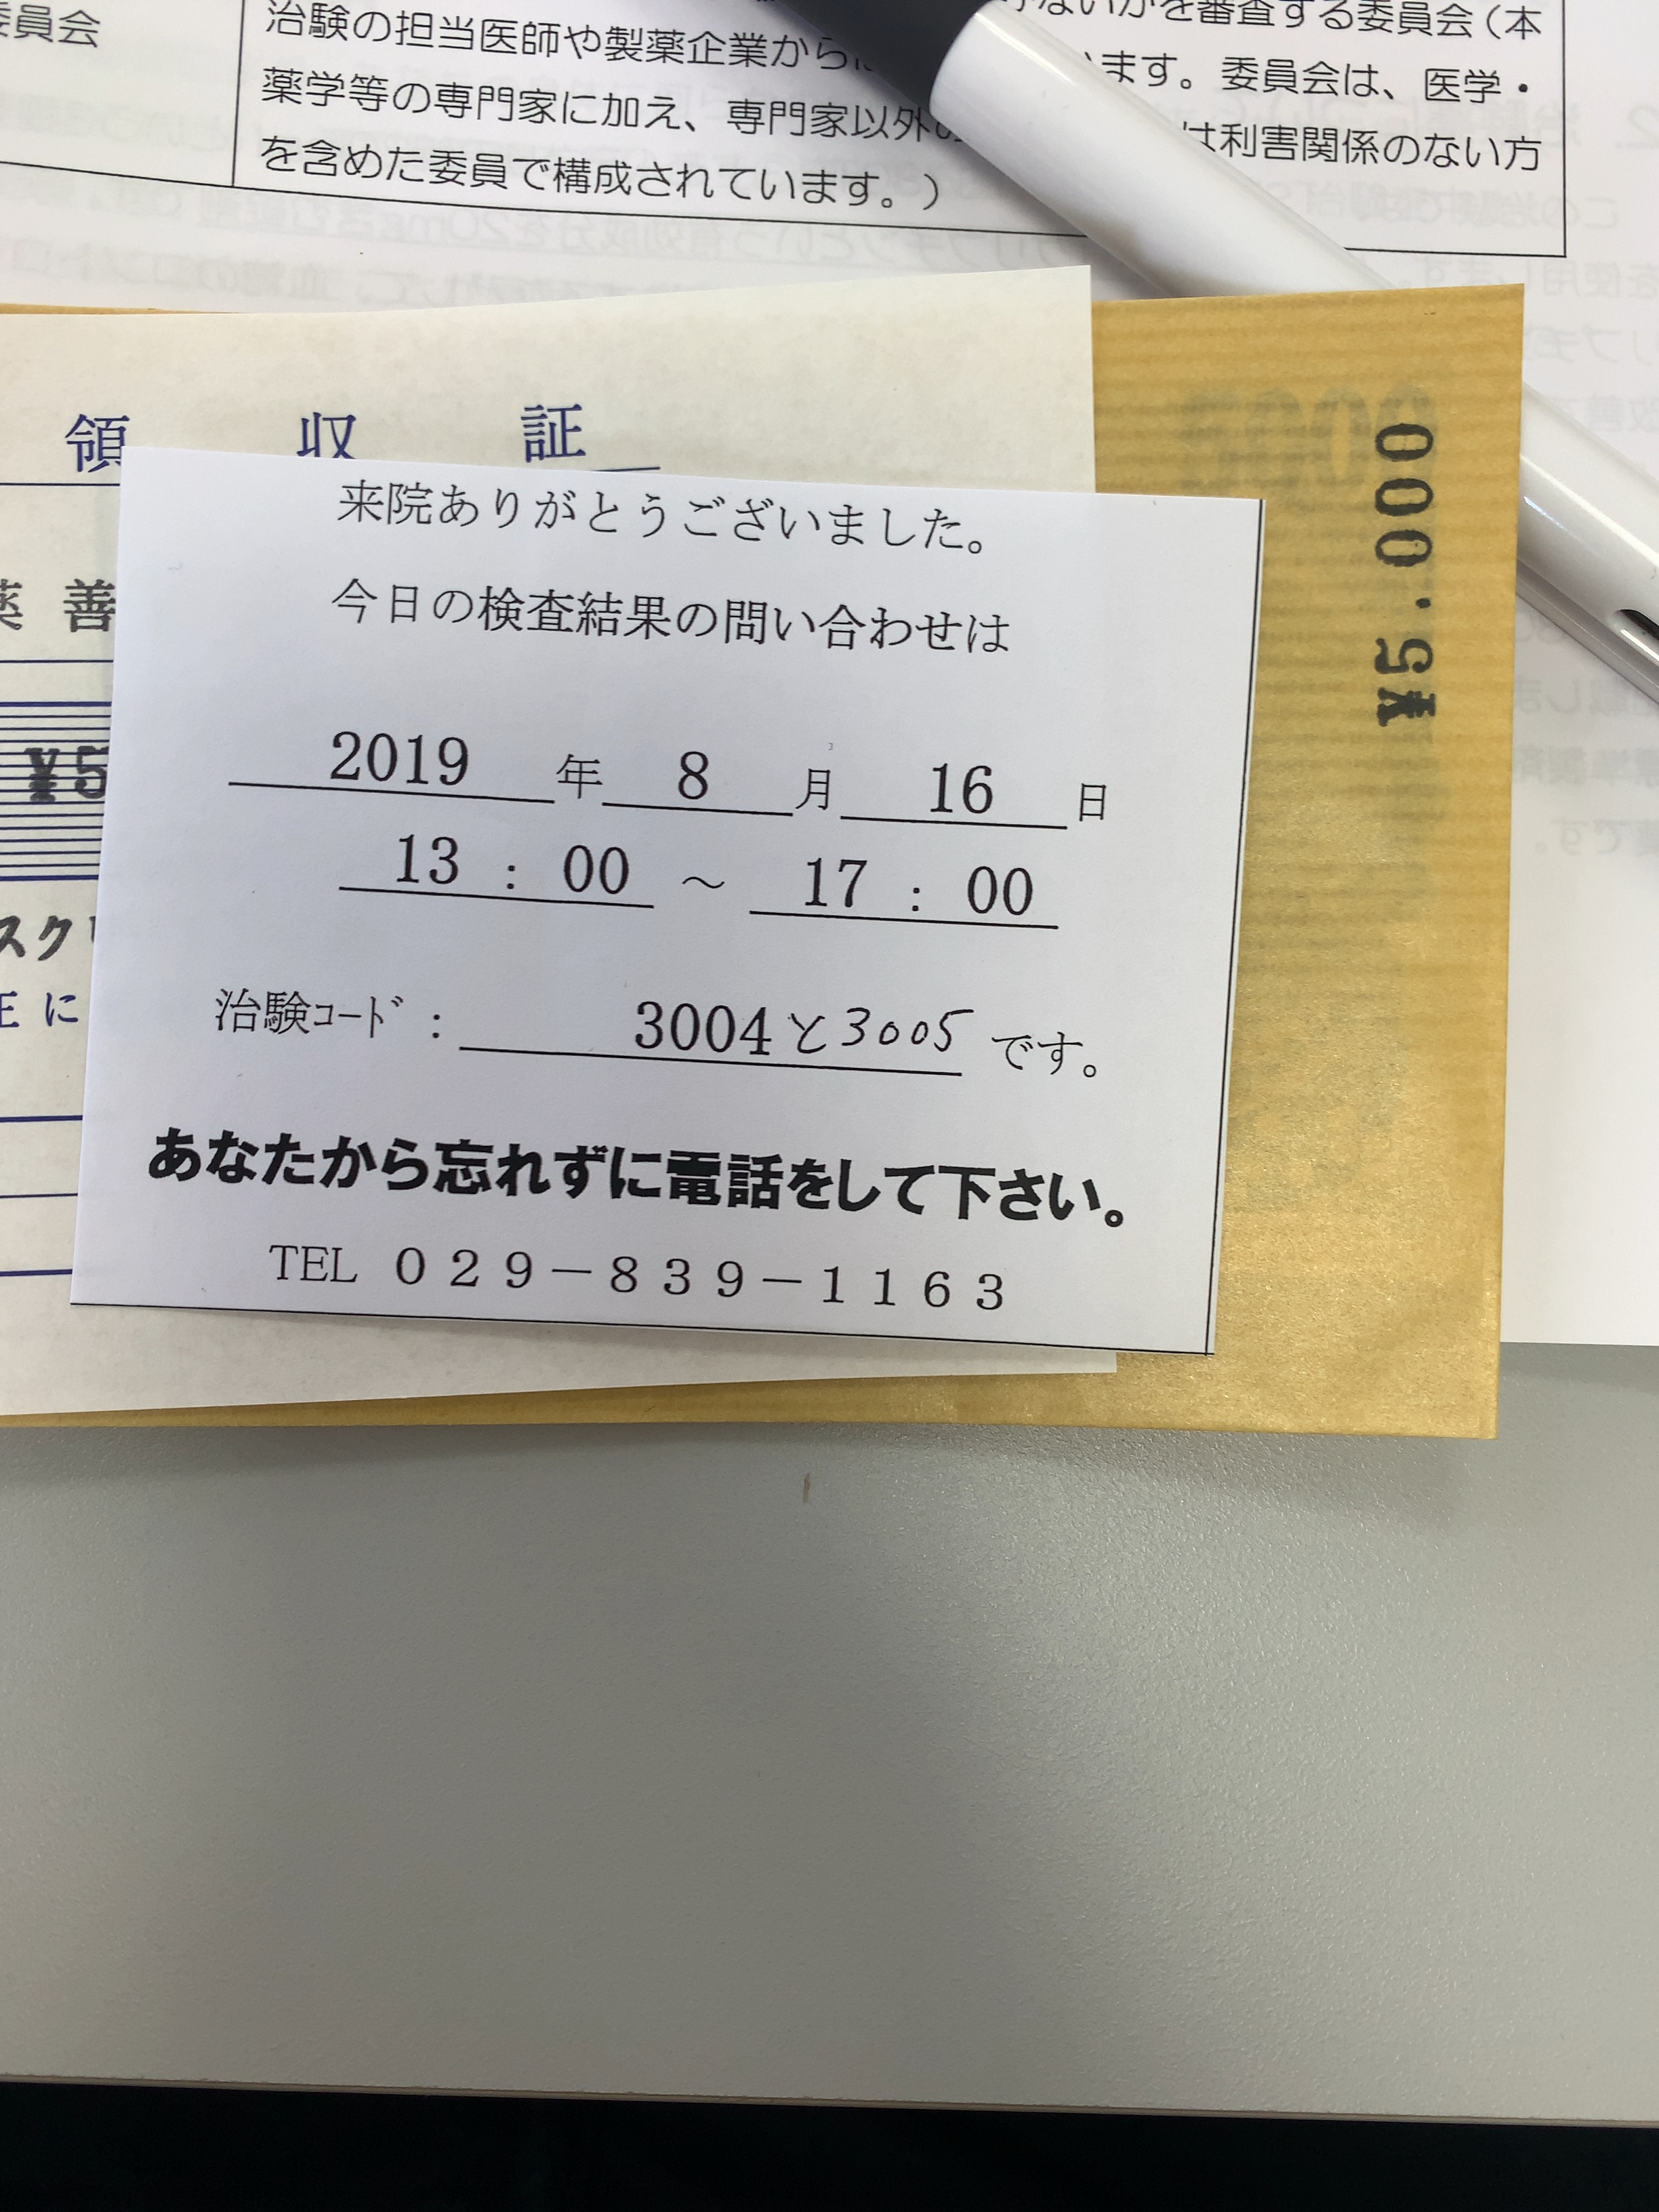 委員会
ないかを審査する委員会（本
治験の担当医師や製薬企業から
います。委員会は、医学・
薬学等の専門家に加え、専門家以外
は利害関係のない方
を含めた委員で構成されています。）
領収証
薬善
¥5
スク
正に
¥5.000
来院ありがとうございました。
今日の検査結果の問い合わせは
2019年8月16日
13:00～17:00
治験ｺｰﾄﾞ: 3004と3005です。
あなたから忘れずに電話をして下さい。
TEL ０２９－８３９－１１６３